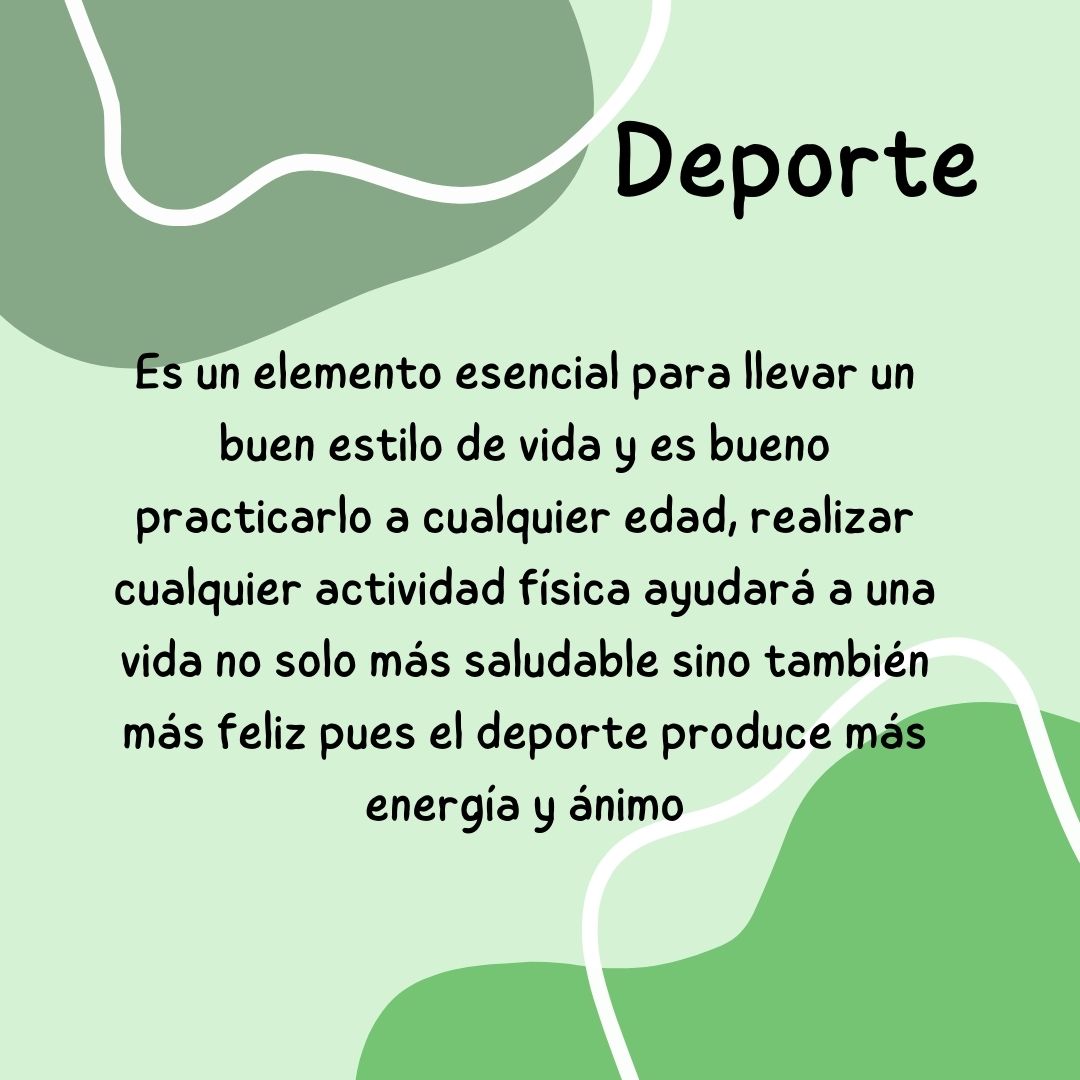 Deporte
Es un elemento esencial para llevar un
buen estilo de vida y es bueno
practicarlo a cualquier edad, realizar
cualquier actividad física ayudará a una
vida no solo más saludable sino también
más feliz pues el deporte produce más
energía y ánimo